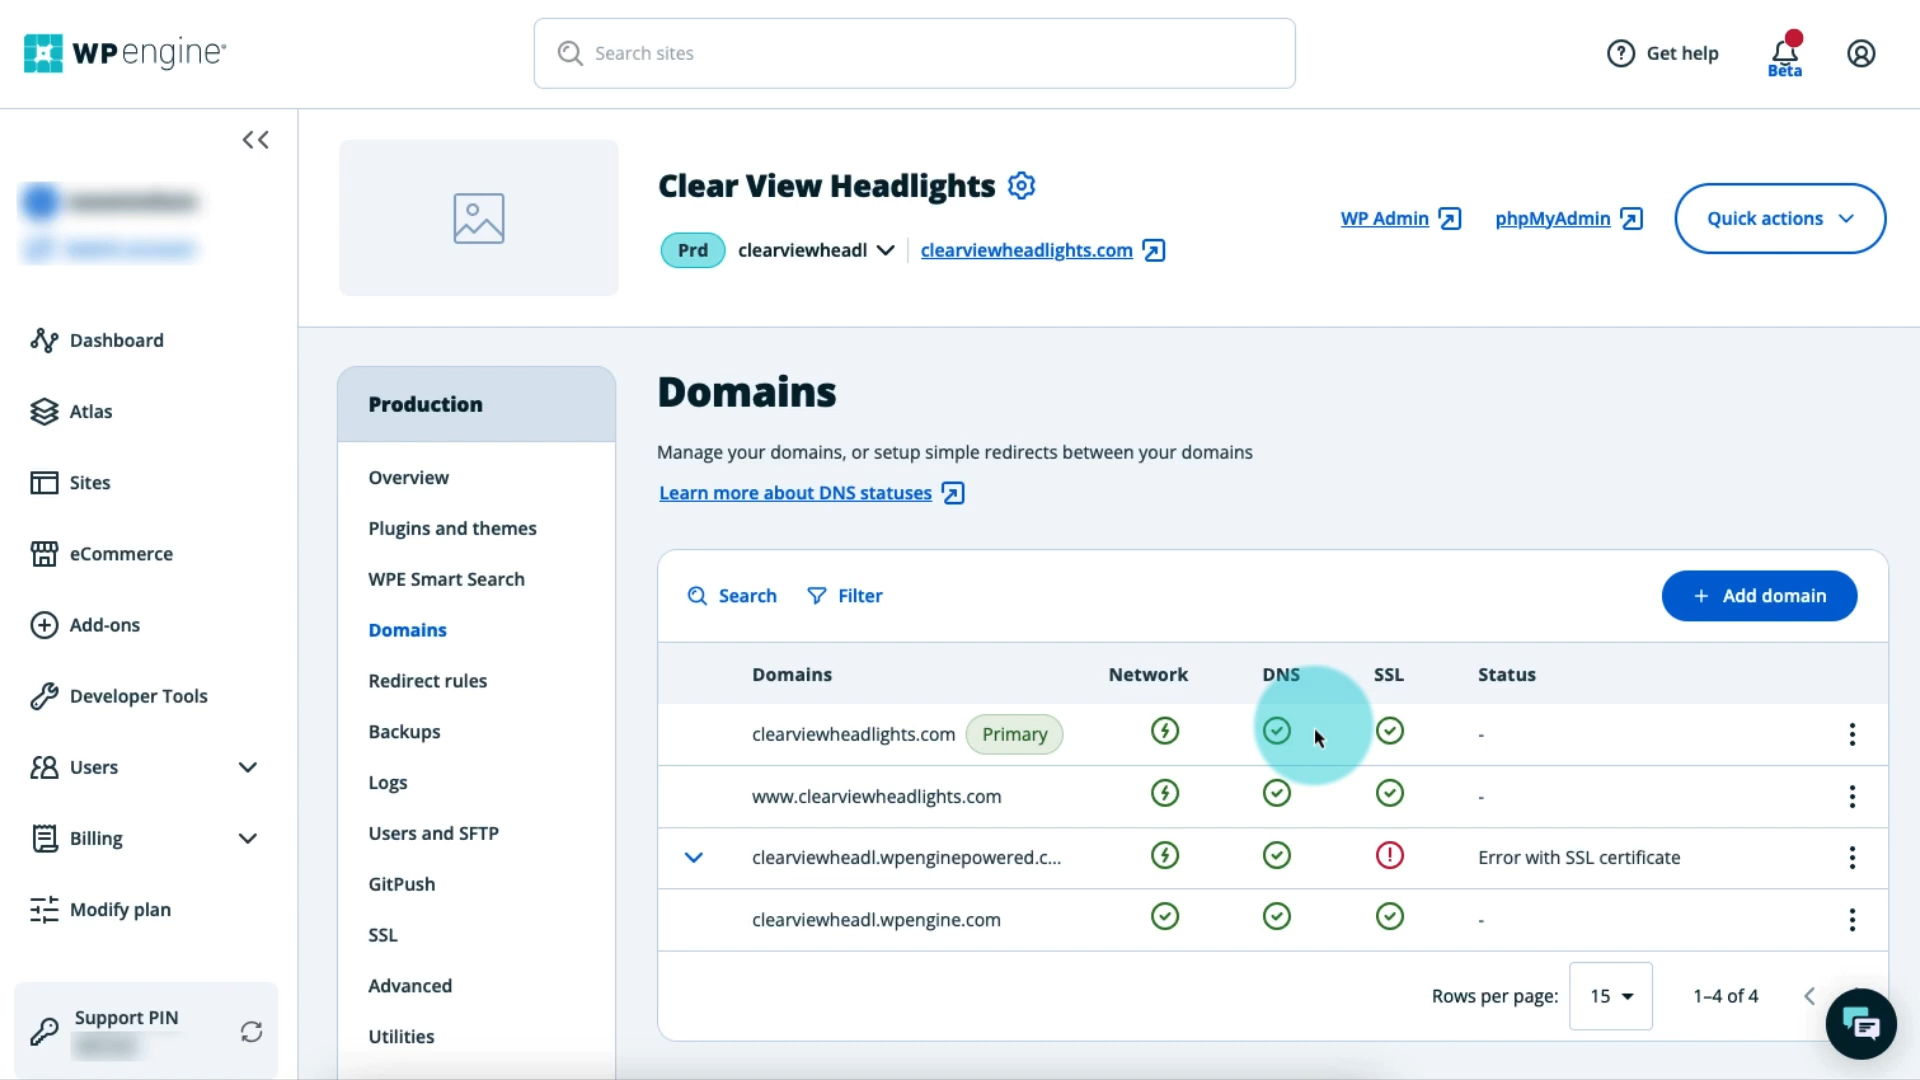 WPengine
Search sites
Get help
Beta
Clear View Headlights
Prd
clearviewheadl
clearviewheadlights.com
WP Admin
phpMyAdmin
Quick actions
Dashboard
Atlas
Sites
eCommerce
Add-ons
Developer Tools
Users
Billing
Modify plan
Support PIN
Production
Overview
Plugins and themes
WPE Smart Search
Domains
Redirect rules
Backups
Logs
Users and SFTP
GitPush
SSL
Advanced
Utilities
Domains
Manage your domains, or setup simple redirects between your domains
Learn more about DNS statuses
Search
Filter
+ Add domain
Domains Network DNS SSL Status
clearviewheadlights.com Primary -
www.clearviewheadlights.com -
clearviewheadl.wpenginepowered.c... Error with SSL certificate
clearviewheadl.wpengine.com -
Rows per page: 15 1–4 of 4